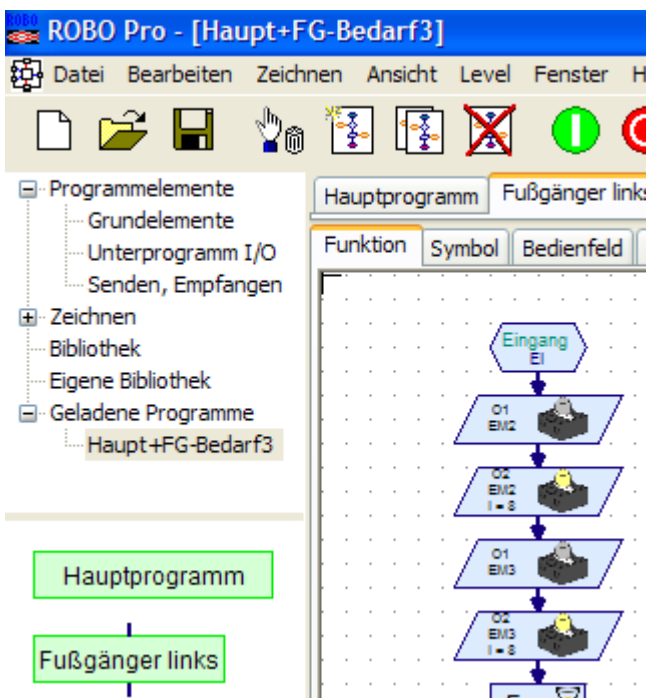 ROBO
ROBO Pro - [Haupt+FG-Bedarf3]
Datei Bearbeiten Zeichnen Ansicht Level Fenster H
Programmelemente
Grundelemente
Unterprogramm I/O
Senden, Empfangen
Zeichnen
Bibliothek
Eigene Bibliothek
Geladene Programme
Haupt+FG-Bedarf3
Hauptprogramm
Fußgänger links
Hauptprogramm Fußgänger links
Funktion Symbol Bedienfeld
Eingang
EI
O1
EM2
O2
EM2
I = 8
O1
EM3
O2
EM3
I = 8